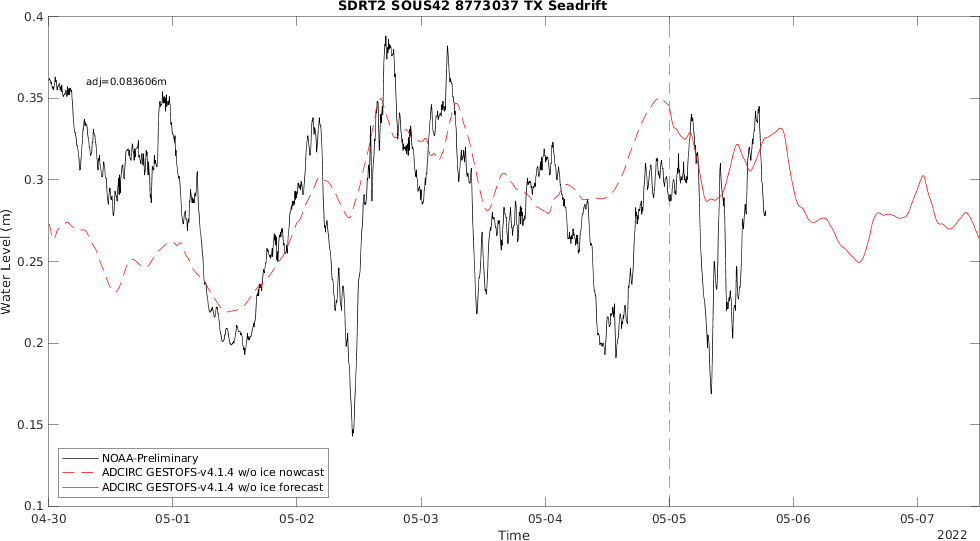 SDRT2 SOUS42 8773037 TX Seadrift
0.4
adj=0.083606m
0.35
0.3
0.25
0.2
0.15
0.1
Water Level (m)
NOAA-Preliminary
ADCIRC GESTOFS-v4.1.4 w/o ice nowcast
ADCIRC GESTOFS-v4.1.4 w/o ice forecast
04-30 05-01 05-02 05-03 05-04 05-05 05-06 05-07
Time
2022